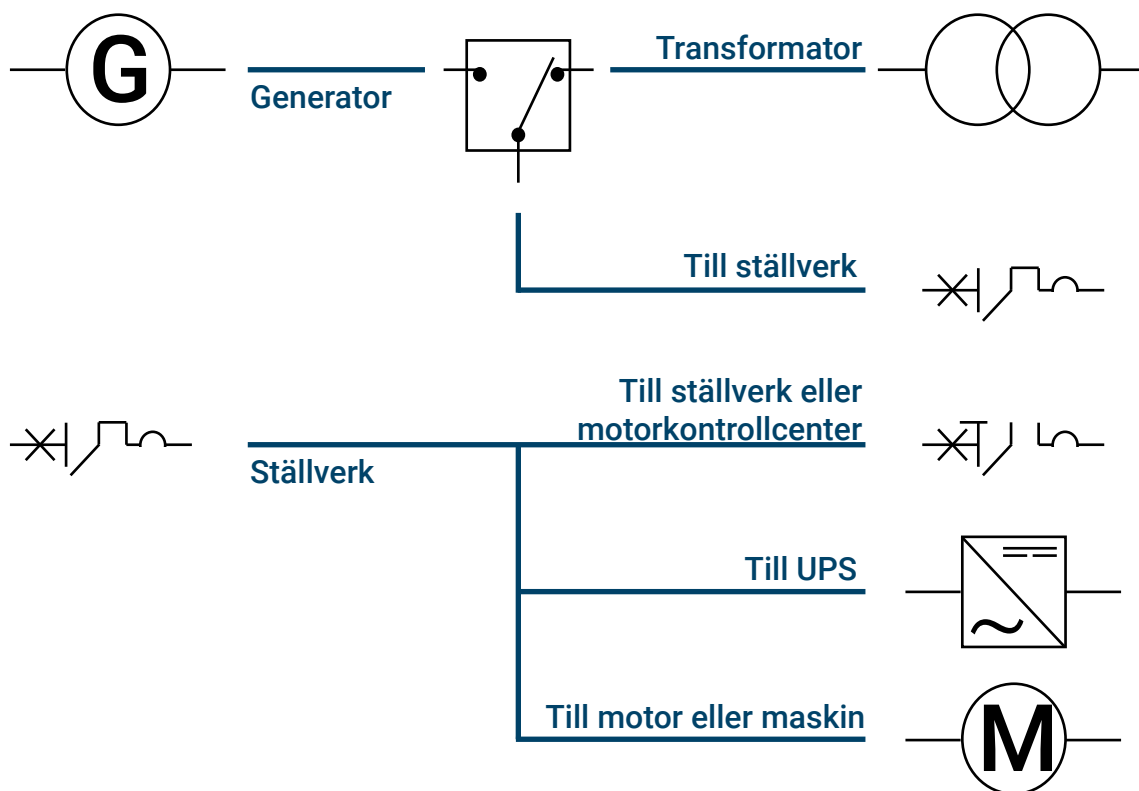 G
Generator
Transformator
Till ställverk
Till ställverk eller
motorkontrollcenter
Ställverk
Till UPS
Till motor eller maskin
M